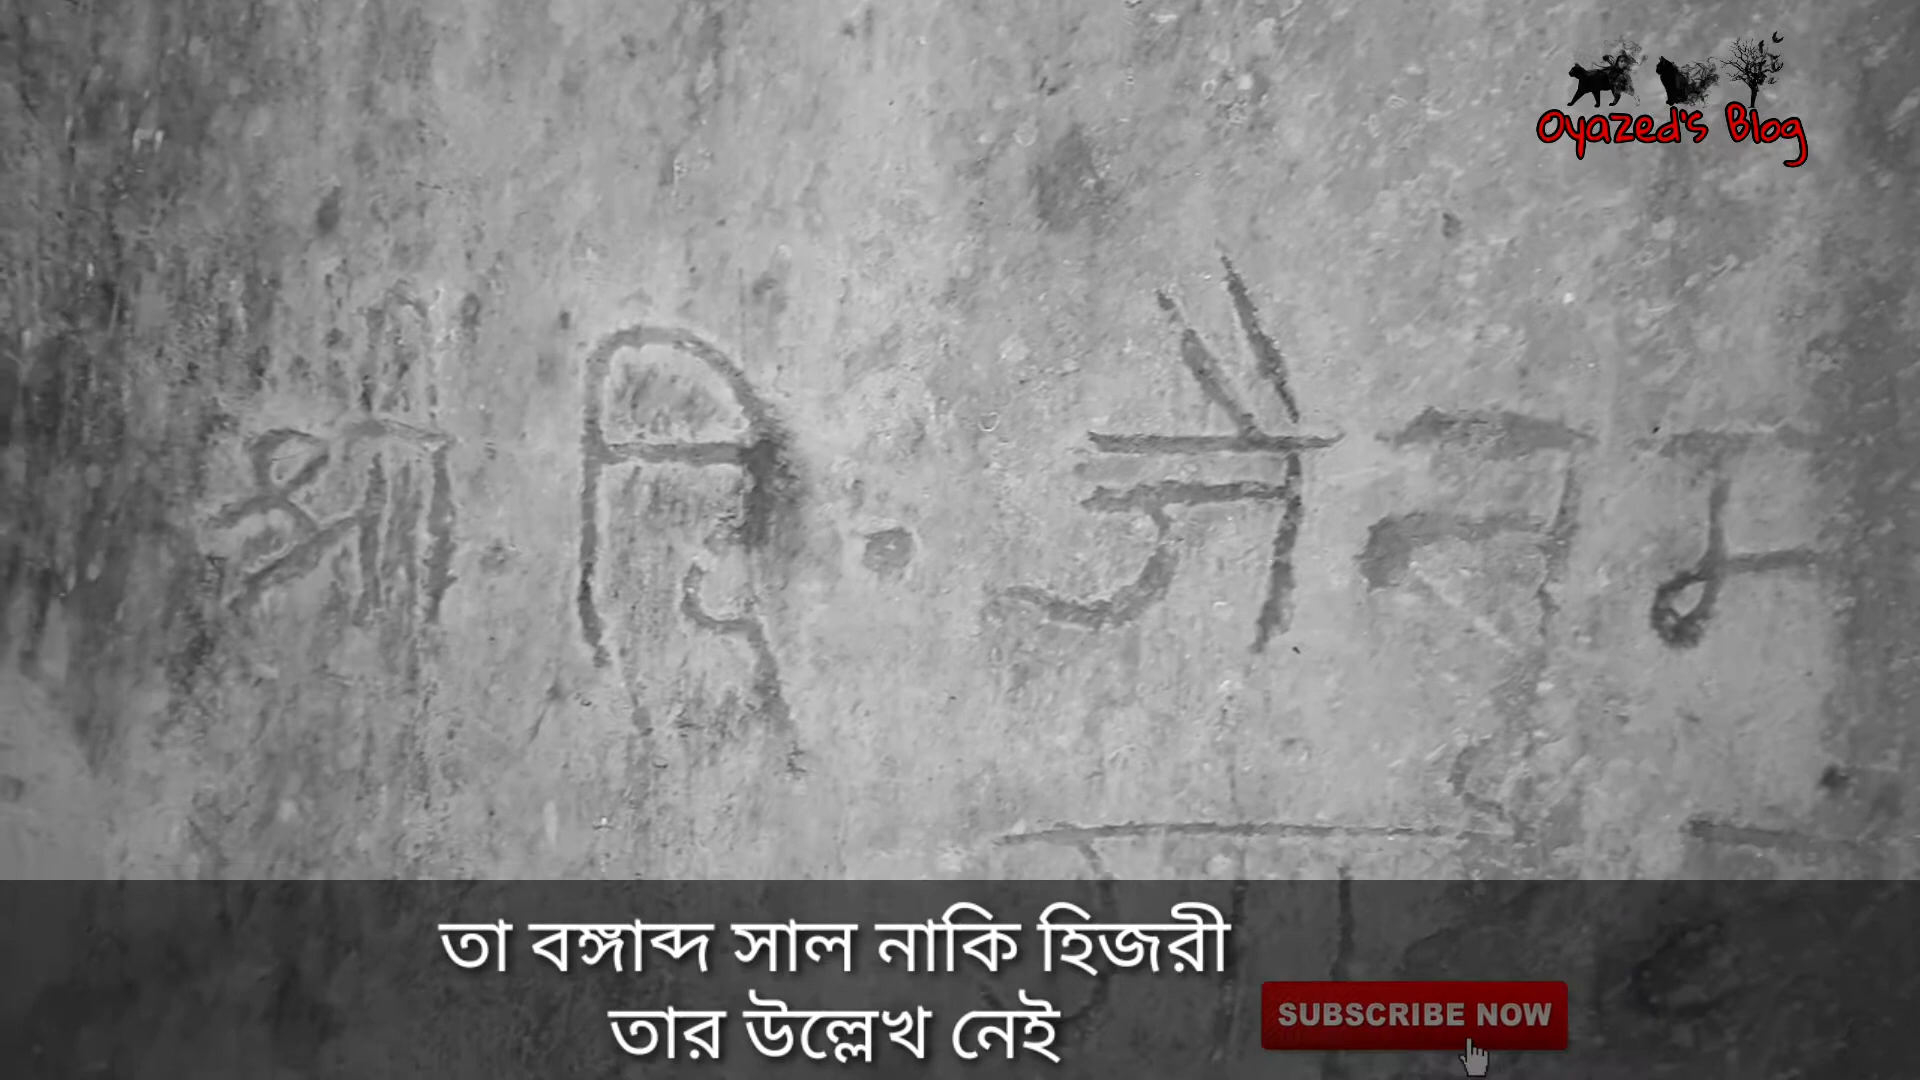 Oyazed's Blog
श्री दि. जैन
তা বঙ্গাব্দ সাল নাকি হিজরী
তার উল্লেখ নেই
SUBSCRIBE NOW